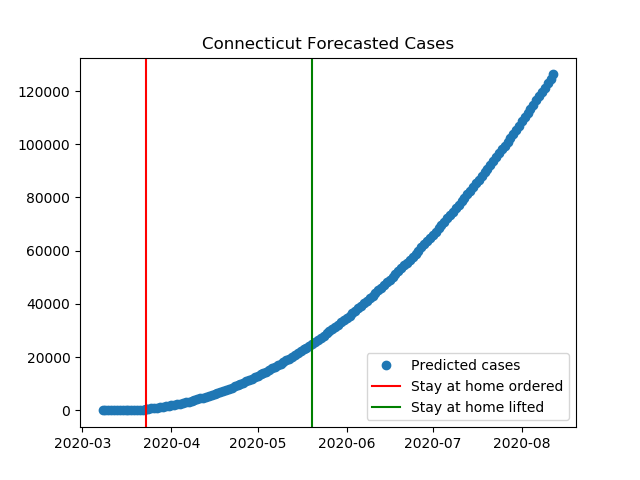 Connecticut Forecasted Cases
120000
100000
80000
60000
40000
20000
0
2020-03 2020-04 2020-05 2020-06 2020-07 2020-08
Predicted cases
Stay at home ordered
Stay at home lifted